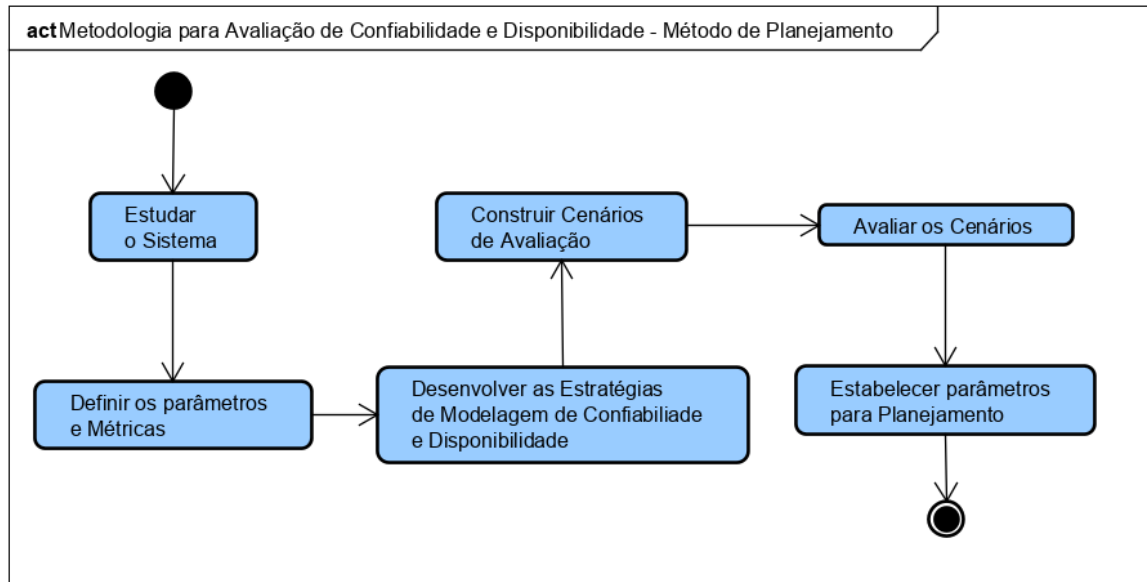 act Metodologia para Avaliação de Confiabilidade e Disponibilidade - Método de Planejamento
Estudar
o Sistema
Definir os parâmetros
e Métricas
Desenvolver as Estratégias
de Modelagem de Confiabiliade
e Disponibilidade
Construir Cenários
de Avaliação
Avaliar os Cenários
Estabelecer parâmetros
para Planejamento